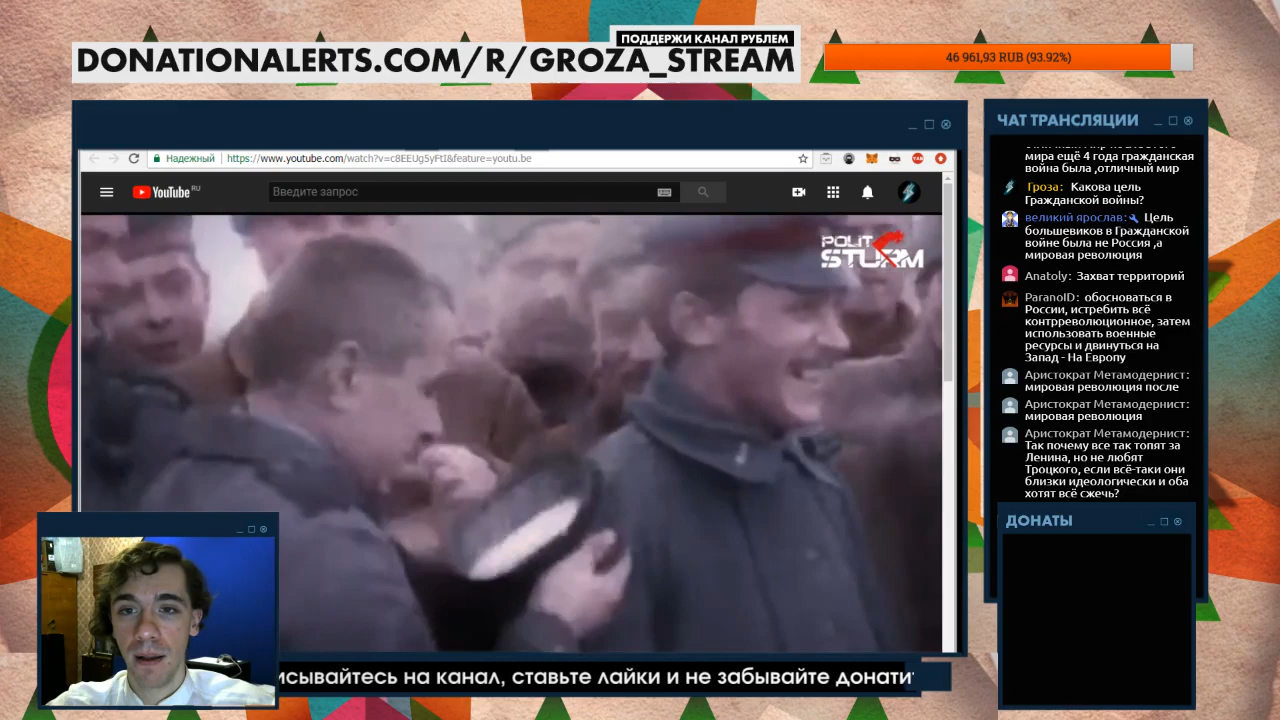 ПОДДЕРЖИ КАНАЛ РУБЛЕМ
DONATIONALERTS.COM/R/GROZA_STREAM
46 961,93 RUB (93.92%)
Надежный
https://www.youtube.com/watch?v=c8EEUg5yFtI&feature=youtu.be
YouTube RU
Введите запрос
POLIT
STURM
ЧАТ ТРАНСЛЯЦИИ
мира ещё 4 года гражданская
война была ,отличный мир
Гроза: Какова цель
Гражданской войны?
великий ярослав: Цель
большевиков в Гражданской
войне была не Россия ,а
мировая революция
Anatoly: Захват территорий
ParanoID: обосноваться в
России, истребить всё
контрреволюционное, затем
использовать военные
ресурсы и двинуться на
Запад - На Европу
Аристократ Метамодернист:
мировая революция после
Аристократ Метамодернист:
мировая революция
Аристократ Метамодернист:
Так почему все так топят за
Ленина, но не любят
Троцкого, если всё-таки они
близки идеологически и оба
хотят всё сжечь?
ДОНАТЫ
исывайтесь на канал, ставьте лайки и не забывайте донати